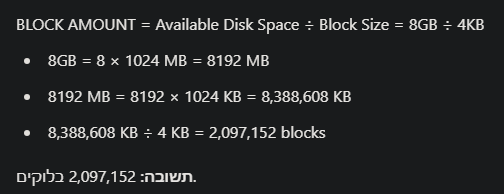 BLOCK AMOUNT = Available Disk Space ÷ Block Size = 8GB ÷ 4KB
• 8GB = 8 × 1024 MB = 8192 MB
• 8192 MB = 8192 × 1024 KB = 8,388,608 KB
• 8,388,608 KB ÷ 4 KB = 2,097,152 blocks
תשובה: 2,097,152 בלוקים.